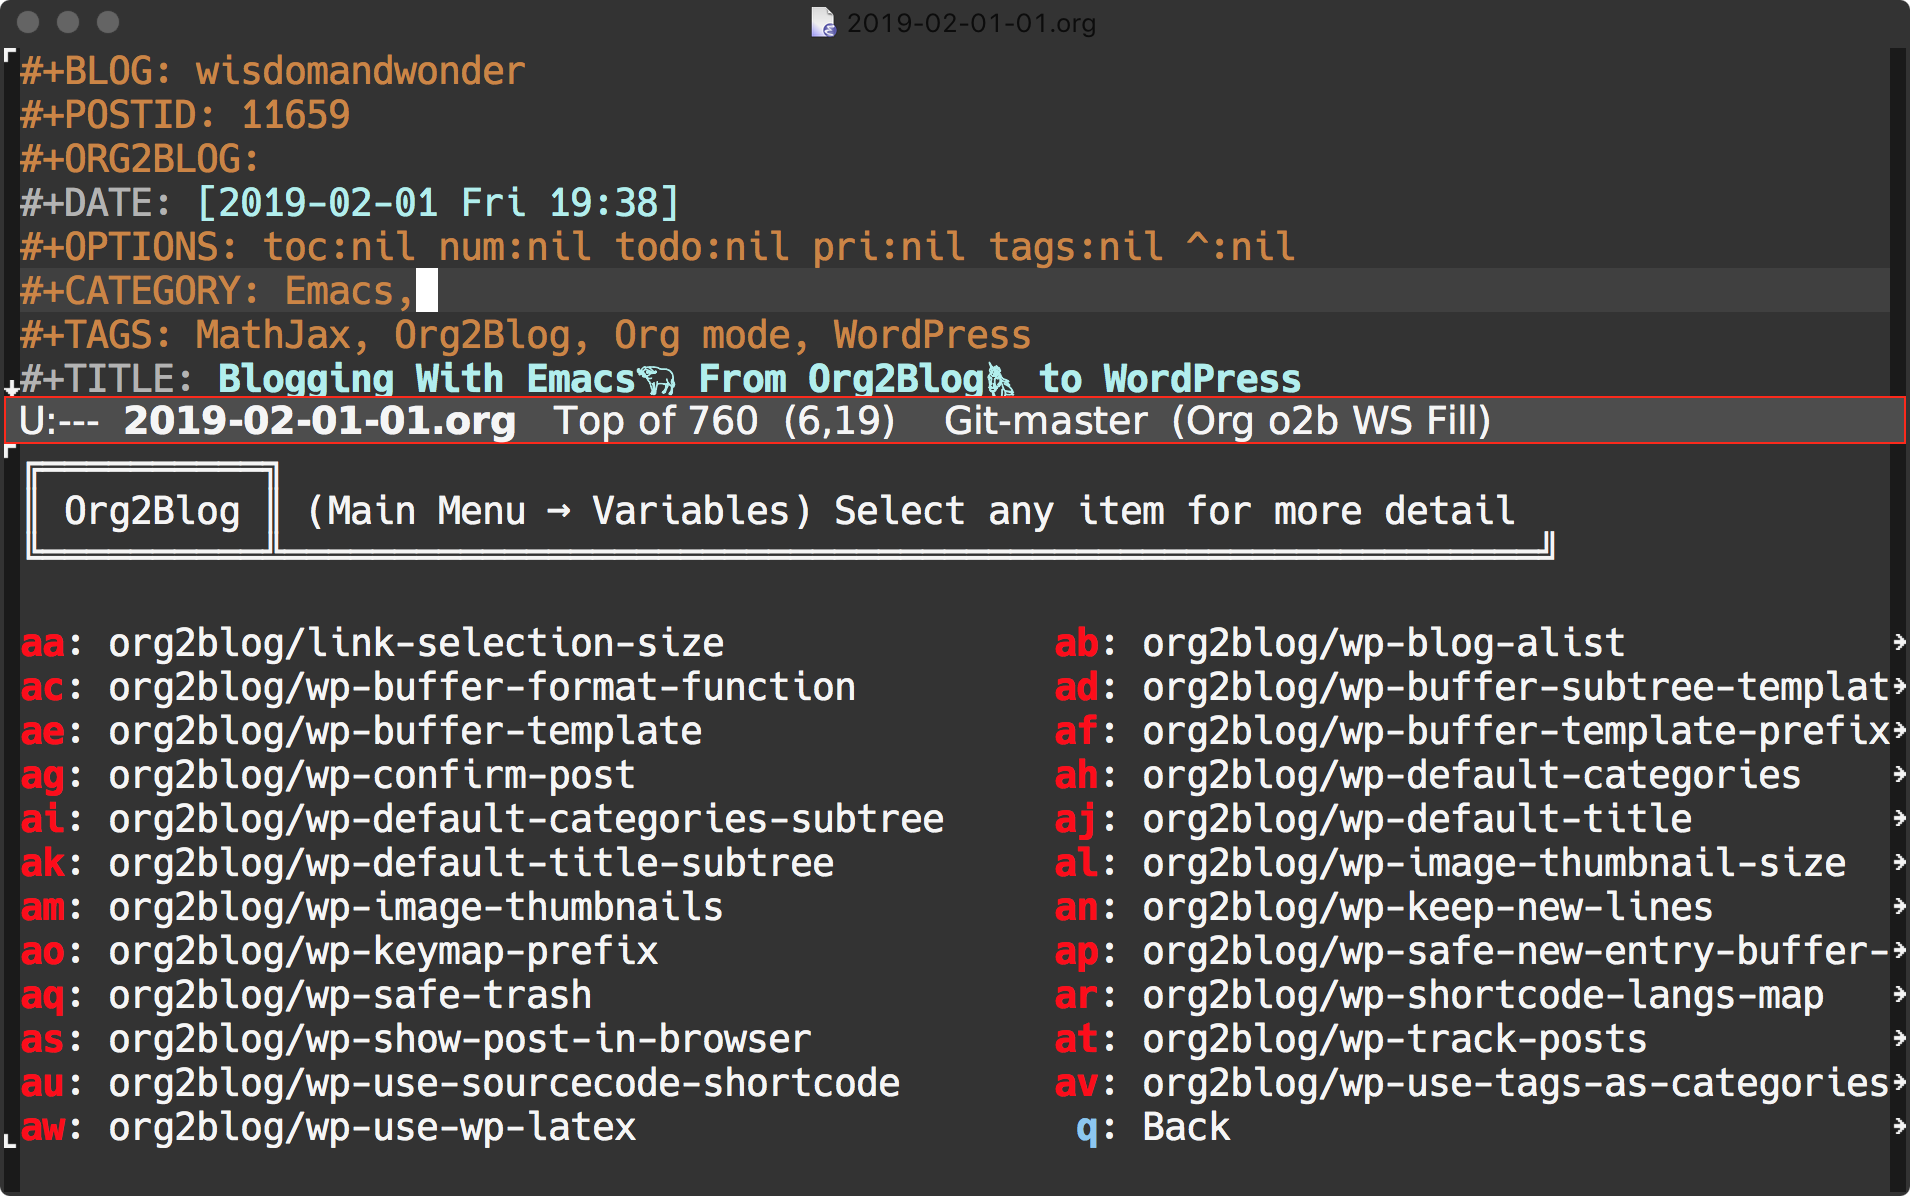 2019-02-01-01.org
#+BLOG: wisdomandwonder
#+POSTID: 11659
#+ORG2BLOG:
#+DATE: [2019-02-01 Fri 19:38]
#+OPTIONS: toc:nil num:nil todo:nil pri:nil tags:nil ^:nil
#+CATEGORY: Emacs,
#+TAGS: MathJax, Org2Blog, Org mode, WordPress
#+TITLE: Blogging With Emacs🐃 From Org2Blog🦄 to WordPress
U:--- 2019-02-01-01.org Top of 760 (6,19) Git-master (Org o2b WS Fill)
Org2Blog (Main Menu → Variables) Select any item for more detail
aa: org2blog/link-selection-size ab: org2blog/wp-blog-alist
ac: org2blog/wp-buffer-format-function ad: org2blog/wp-buffer-subtree-templat
ae: org2blog/wp-buffer-template af: org2blog/wp-buffer-template-prefix
ag: org2blog/wp-confirm-post ah: org2blog/wp-default-categories
ai: org2blog/wp-default-categories-subtree aj: org2blog/wp-default-title
ak: org2blog/wp-default-title-subtree al: org2blog/wp-image-thumbnail-size
am: org2blog/wp-image-thumbnails an: org2blog/wp-keep-new-lines
ao: org2blog/wp-keymap-prefix ap: org2blog/wp-safe-new-entry-buffer-
aq: org2blog/wp-safe-trash ar: org2blog/wp-shortcode-langs-map
as: org2blog/wp-show-post-in-browser at: org2blog/wp-track-posts
au: org2blog/wp-use-sourcecode-shortcode av: org2blog/wp-use-tags-as-categories
aw: org2blog/wp-use-wp-latex q: Back